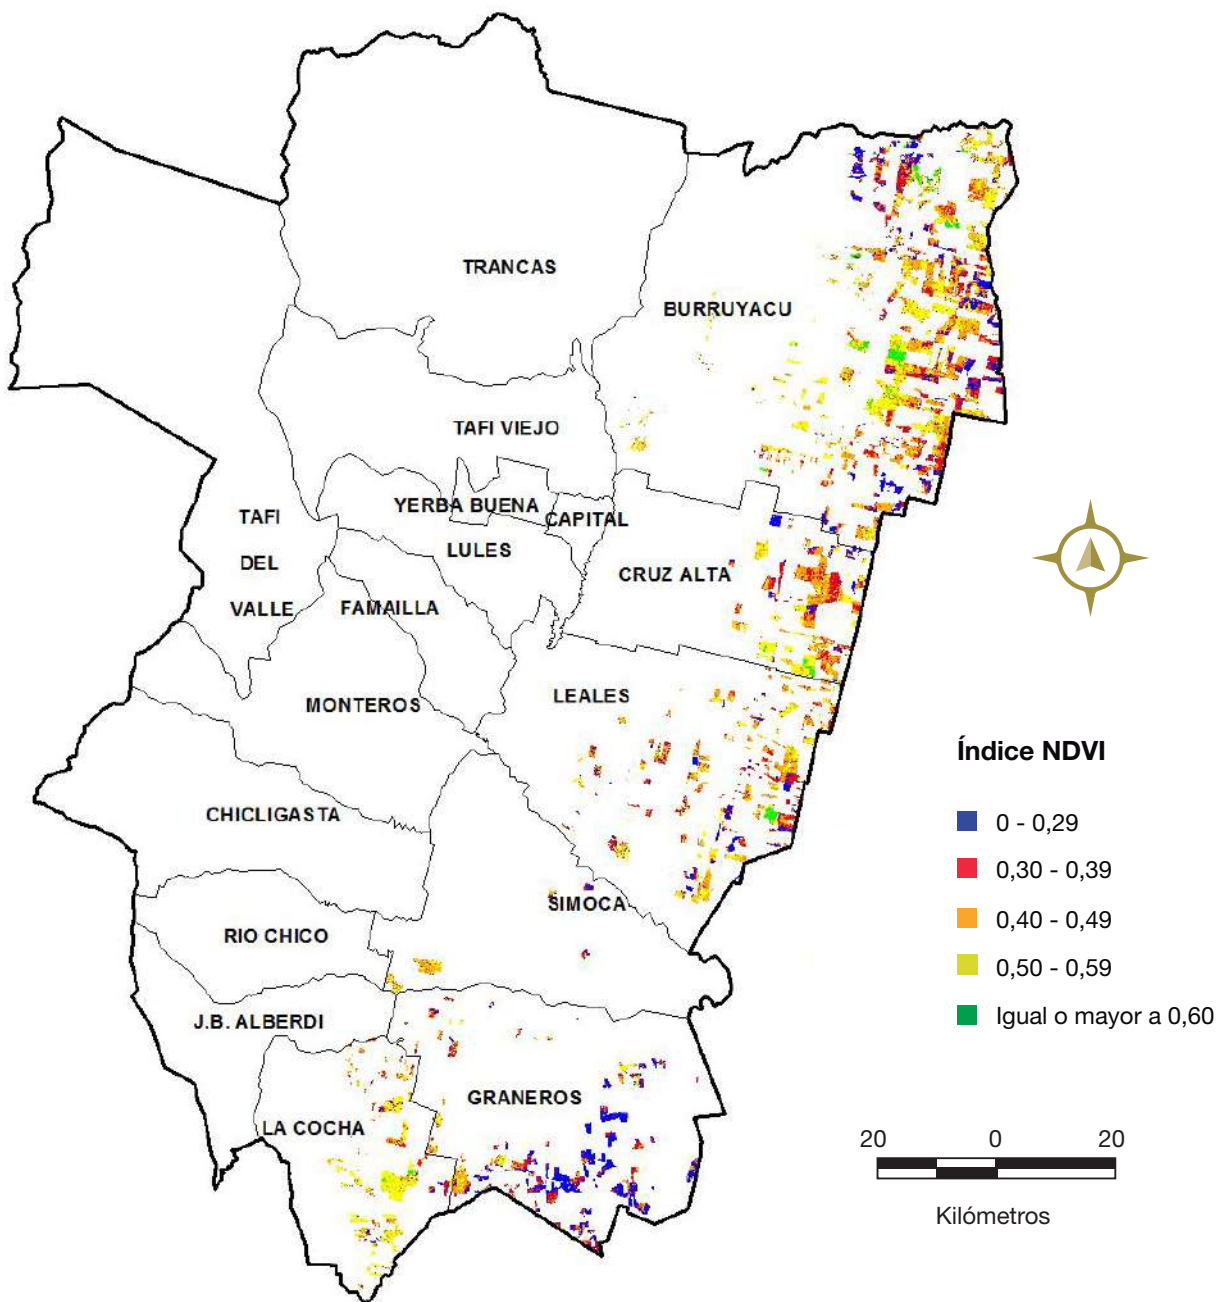 TRANCAS
BURRUYACU
TAFI VIEJO
YERBA BUENA
CAPITAL
TAFI
DEL
VALLE
LULES
CRUZ ALTA
FAMAILLA
MONTEROS
LEALES
CHICLIGASTA
SIMOCA
RIO CHICO
J.B. ALBERDI
GRANEROS
LA COCHA
Índice NDVI
0 - 0,29
0,30 - 0,39
0,40 - 0,49
0,50 - 0,59
Igual o mayor a 0,60
20 0 20
Kilómetros